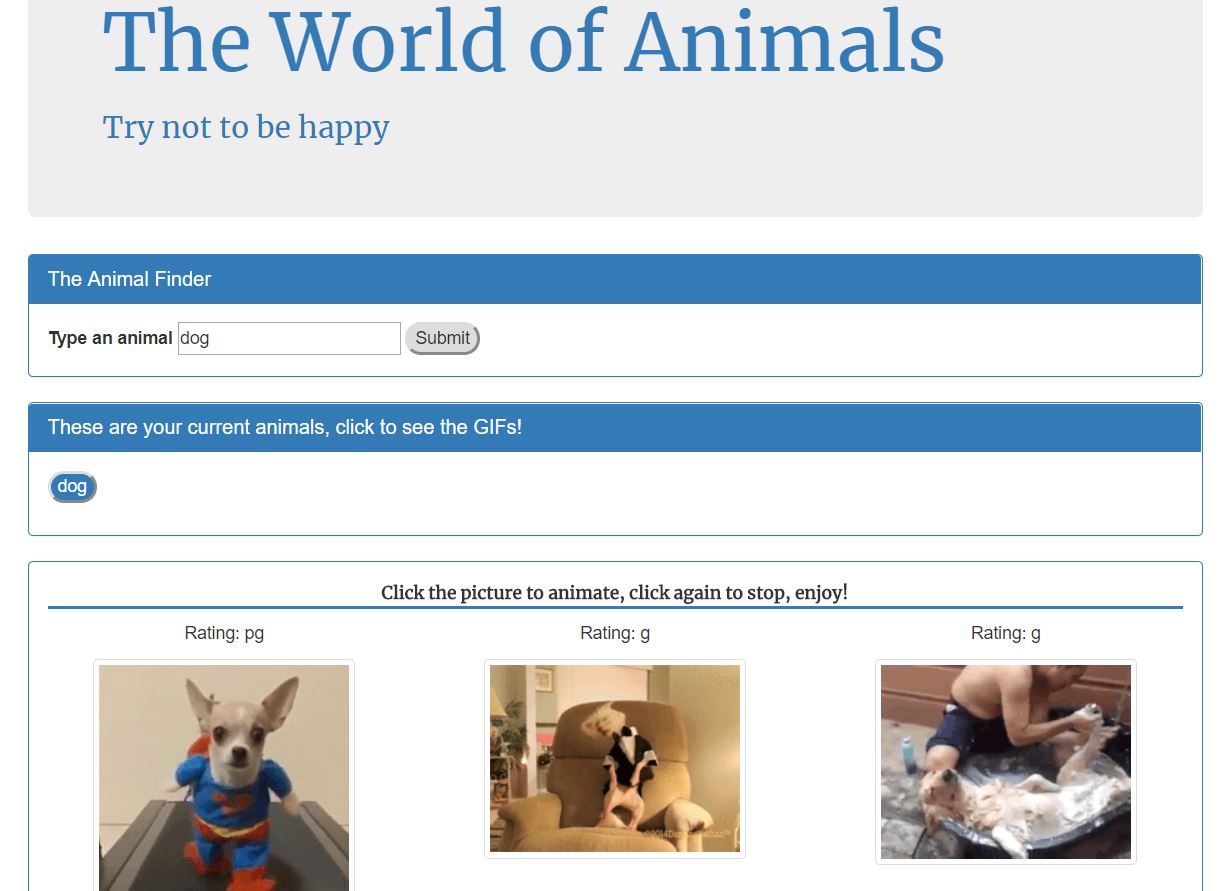 The World of Animals
Try not to be happy
The Animal Finder
Type an animal dog Submit
These are your current animals, click to see the GIFs!
dog
Click the picture to animate, click again to stop, enjoy!
Rating: pg Rating: g Rating: g